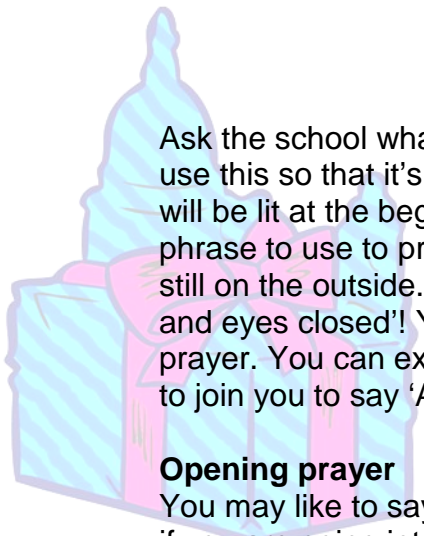 Ask the school wha
use this so that it's
will be lit at the beg
phrase to use to pr
still on the outside.
and eyes closed'! Y
prayer. You can ex
to join you to say 'A
Opening prayer
You may like to say